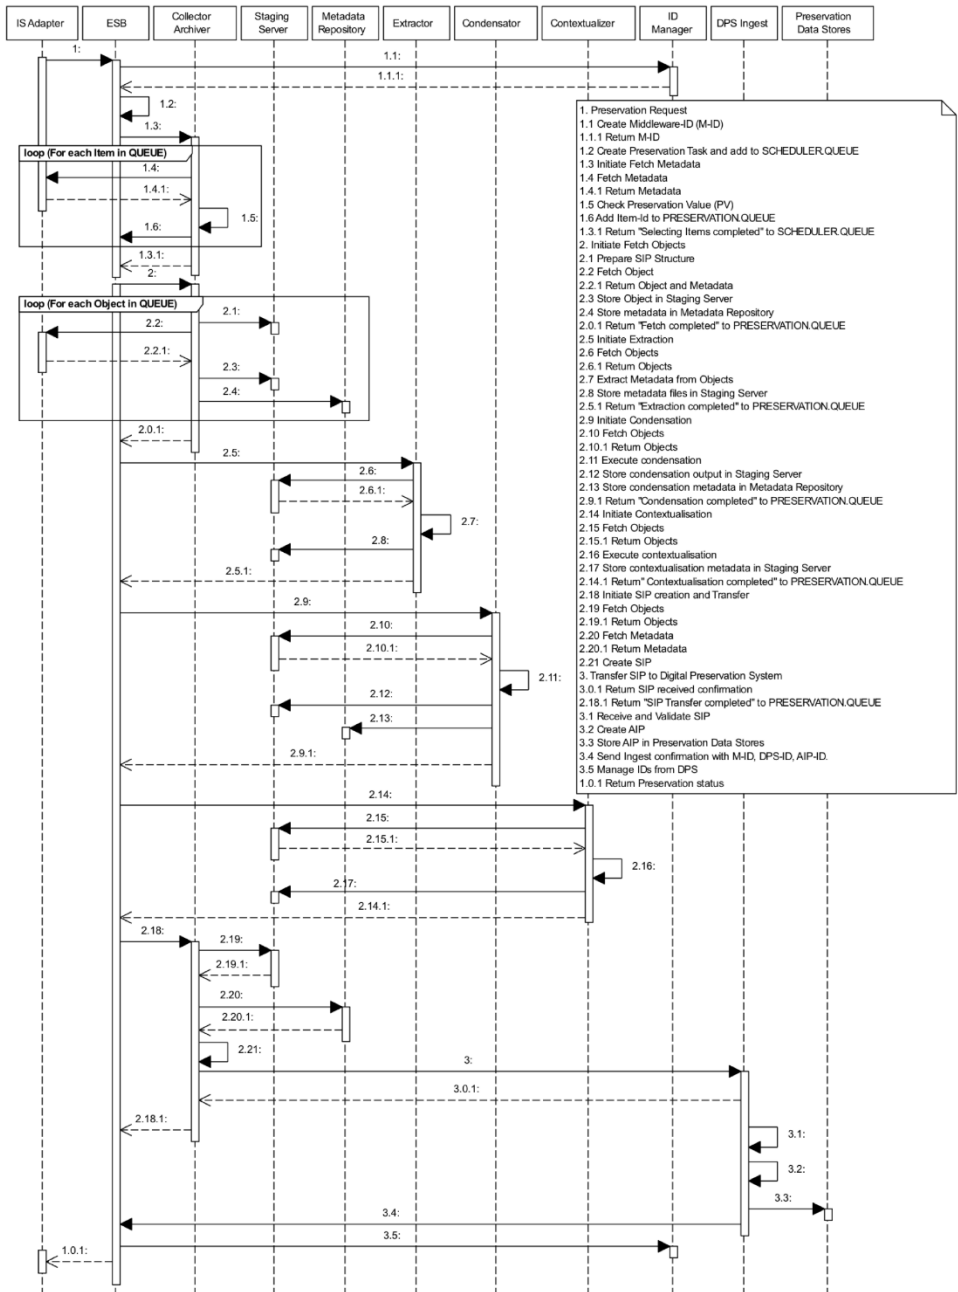 IS Adapter
ESB
Collector
Archiver
Staging
Server
Metadata
Repository
Extractor
Condensator
Contextualizer
ID
Manager
DPS Ingest
Preservation
Data Stores
1:
1.1:
1.1.1:
1.2:
1.3:
loop (For each Item in QUEUE)
1.4:
1.4.1:
1.5:
1.6:
1.3.1:
2:
loop (For each Object in QUEUE)
2.1:
2.2:
2.2.1:
2.3:
2.4:
2.0.1:
2.5:
2.6:
2.6.1:
2.7:
2.8:
2.5.1:
2.9:
2.10:
2.10.1:
2.11:
2.12:
2.13:
2.9.1:
2.14:
2.15:
2.15.1:
2.16:
2.17:
2.14.1:
2.18:
2.19:
2.19.1:
2.20:
2.20.1:
2.21:
3:
3.0.1:
2.18.1:
3.1:
3.2:
3.3:
3.4:
3.5:
1.0.1:
1. Preservation Request
1.1 Create Middleware-ID (M-ID)
1.1.1 Return M-ID
1.2 Create Preservation Task and add to SCHEDULER.QUEUE
1.3 Initiate Fetch Metadata
1.4 Fetch Metadata
1.4.1 Return Metadata
1.5 Check Preservation Value (PV)
1.6 Add Item-Id to PRESERVATION.QUEUE
1.3.1 Return "Selecting Items completed" to SCHEDULER.QUEUE
2. Initiate Fetch Objects
2.1 Prepare SIP Structure
2.2 Fetch Object
2.2.1 Return Object and Metadata
2.3 Store Object in Staging Server
2.4 Store metadata in Metadata Repository
2.0.1 Return "Fetch completed" to PRESERVATION.QUEUE
2.5 Initiate Extraction
2.6 Fetch Objects
2.6.1 Return Objects
2.7 Extract Metadata from Objects
2.8 Store metadata files in Staging Server
2.5.1 Return "Extraction completed" to PRESERVATION.QUEUE
2.9 Initiate Condensation
2.10 Fetch Objects
2.10.1 Return Objects
2.11 Execute condensation
2.12 Store condensation output in Staging Server
2.13 Store condensation metadata in Metadata Repository
2.9.1 Return "Condensation completed" to PRESERVATION.QUEUE
2.14 Initiate Contextualisation
2.15 Fetch Objects
2.15.1 Return Objects
2.16 Execute contextualisation
2.17 Store contextualisation metadata in Staging Server
2.14.1 Return" Contextualisation completed" to PRESERVATION.QUEUE
2.18 Initiate SIP creation and Transfer
2.19 Fetch Objects
2.19.1 Return Objects
2.20 Fetch Metadata
2.20.1 Return Metadata
2.21 Create SIP
3. Transfer SIP to Digital Preservation System
3.0.1 Return SIP received confirmation
2.18.1 Return "SIP Transfer completed" to PRESERVATION.QUEUE
3.1 Receive and Validate SIP
3.2 Create AIP
3.3 Store AIP in Preservation Data Stores
3.4 Send Ingest confirmation with M-ID, DPS-ID, AIP-ID.
3.5 Manage IDs from DPS
1.0.1 Return Preservation status